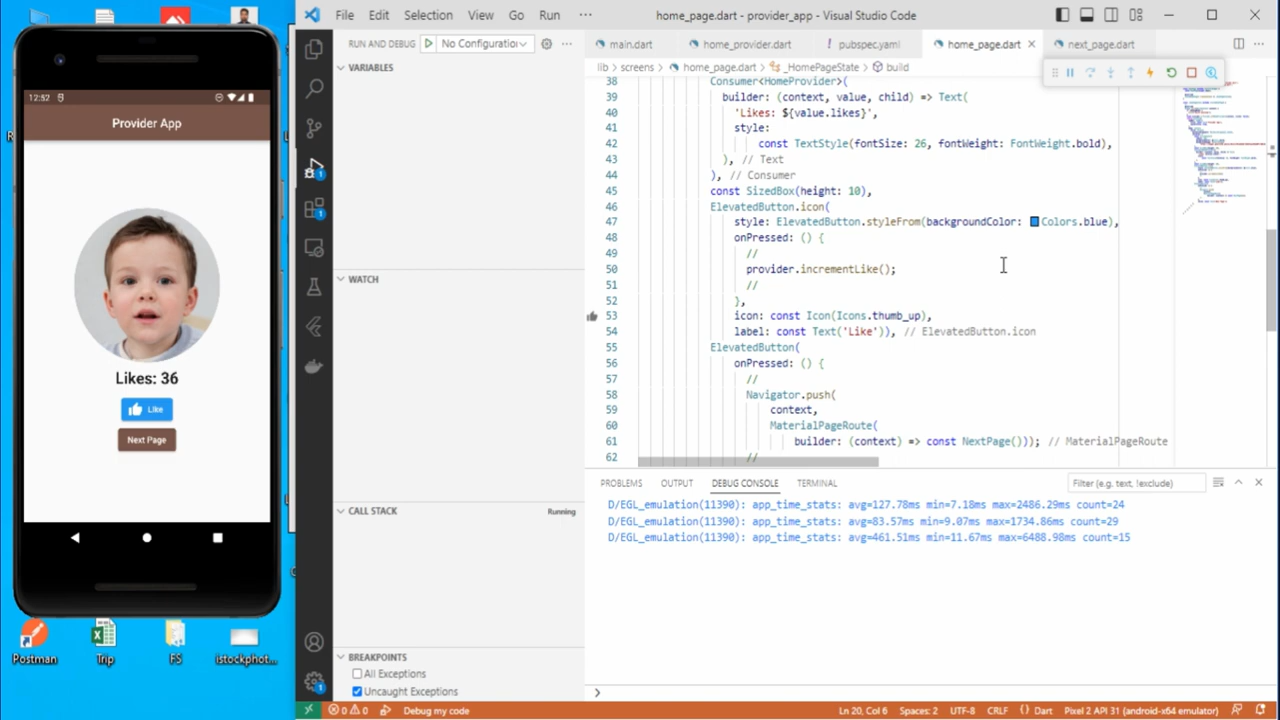 12:52
Provider App
Likes: 36
Like
Next Page
Postman
Trip
FS
istockphot...
File Edit Selection View Go Run ···
home_page.dart - provider_app - Visual Studio Code
RUN AND DEBUG
No Configuration
main.dart
home_provider.dart
pubspec.yaml
home_page.dart
next_page.dart
lib > screens > home_page.dart > _HomePageState > build
VARIABLES
WATCH
CALL STACK
Running
BREAKPOINTS
All Exceptions
Uncaught Exceptions
38 Consumer<HomeProvider>(
39 builder: (context, value, child) => Text(
40 'Likes: ${value.likes}',
41 style:
42 const TextStyle(fontSize: 26, fontWeight: FontWeight.bold),
43 ), // Text
44 ), // Consumer
45 const SizedBox(height: 10),
46 ElevatedButton.icon(
47 style: ElevatedButton.styleFrom(backgroundColor: Colors.blue),
48 onPressed: () {
49 //
50 provider.incrementLike();
51 //
52 },
53 icon: const Icon(Icons.thumb_up),
54 label: const Text('Like')), // ElevatedButton.icon
55 ElevatedButton(
56 onPressed: () {
57 //
58 Navigator.push(
59 context,
60 MaterialPageRoute(
61 builder: (context) => const NextPage())); // MaterialPageRoute
62 //
PROBLEMS OUTPUT DEBUG CONSOLE TERMINAL
Filter (e.g. text, !exclude)
D/EGL_emulation(11390): app_time_stats: avg=127.78ms min=7.18ms max=2486.29ms count=24
D/EGL_emulation(11390): app_time_stats: avg=83.57ms min=9.07ms max=1734.86ms count=29
D/EGL_emulation(11390): app_time_stats: avg=461.51ms min=11.67ms max=6488.98ms count=15
0 0 Debug my code
Ln 20, Col 6 Spaces: 2 UTF-8 CRLF {} Dart Pixel 2 API 31 (android-x64 emulator)